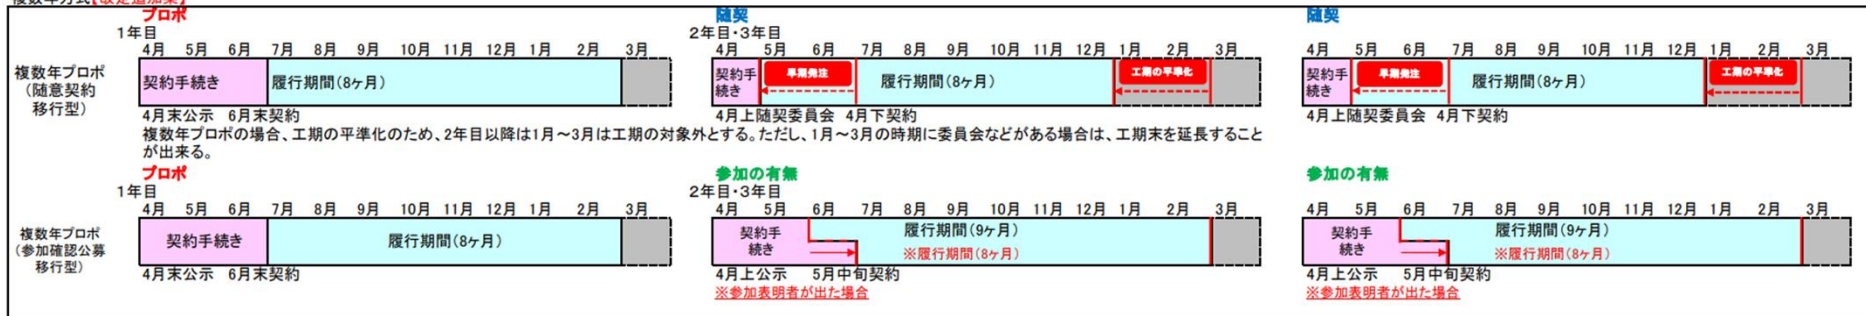 複数年方式【改定追加案】
プロポ 随契 随契
1年目 2年目・3年目
4月 5月 6月 7月 8月 9月 10月 11月 12月 1月 2月 3月 4月 5月 6月 7月 8月 9月 10月 11月 12月 1月 2月 3月 4月 5月 6月 7月 8月 9月 10月 11月 12月 1月 2月 3月
複数年プロポ
(随意契約
移行型)
契約手続き 履行期間(8ヶ月)
契約手
続き
早期発注
履行期間(8ヶ月)
工期の平準化
契約手
続き
早期発注
履行期間(8ヶ月)
工期の平準化
4月末公示 6月末契約 4月上随契委員会 4月下契約 4月上随契委員会 4月下契約
複数年プロポの場合、工期の平準化のため、2年目以降は1月～3月は工期の対象外とする。ただし、1月～3月の時期に委員会などがある場合は、工期末を延長すること
が出来る。
プロポ 参加の有無 参加の有無
1年目 2年目・3年目
4月 5月 6月 7月 8月 9月 10月 11月 12月 1月 2月 3月 4月 5月 6月 7月 8月 9月 10月 11月 12月 1月 2月 3月 4月 5月 6月 7月 8月 9月 10月 11月 12月 1月 2月 3月
複数年プロポ
(参加確認公募
移行型)
契約手続き 履行期間(8ヶ月)
契約手
続き
履行期間(9ヶ月)
※履行期間(8ヶ月)
契約手
続き
履行期間(9ヶ月)
※履行期間(8ヶ月)
4月末公示 6月末契約 4月上公示 5月中旬契約 4月上公示 5月中旬契約
※参加表明者が出た場合 ※参加表明者が出た場合